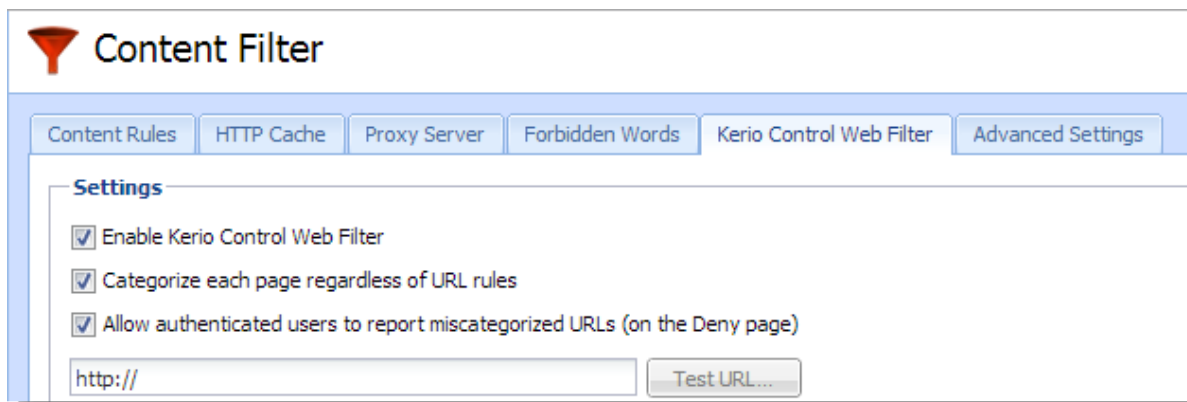 Content Filter
Content Rules HTTP Cache Proxy Server Forbidden Words Kerio Control Web Filter Advanced Settings
Settings
Enable Kerio Control Web Filter
Categorize each page regardless of URL rules
Allow authenticated users to report miscategorized URLs (on the Deny page)
http:// Test URL...